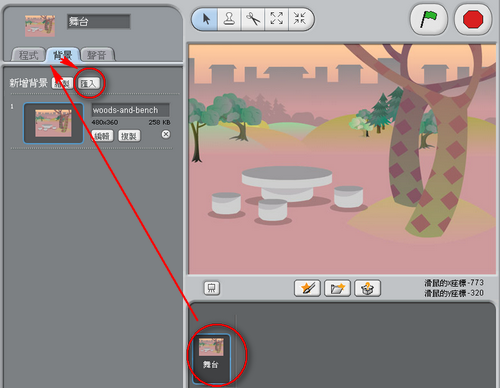 舞台
程式 背景 聲音
新增背景 繪製 匯入
1
woods-and-bench
480x360 258 KB
編輯 複製
滑鼠的x座標-773
滑鼠的y座標-320
舞台